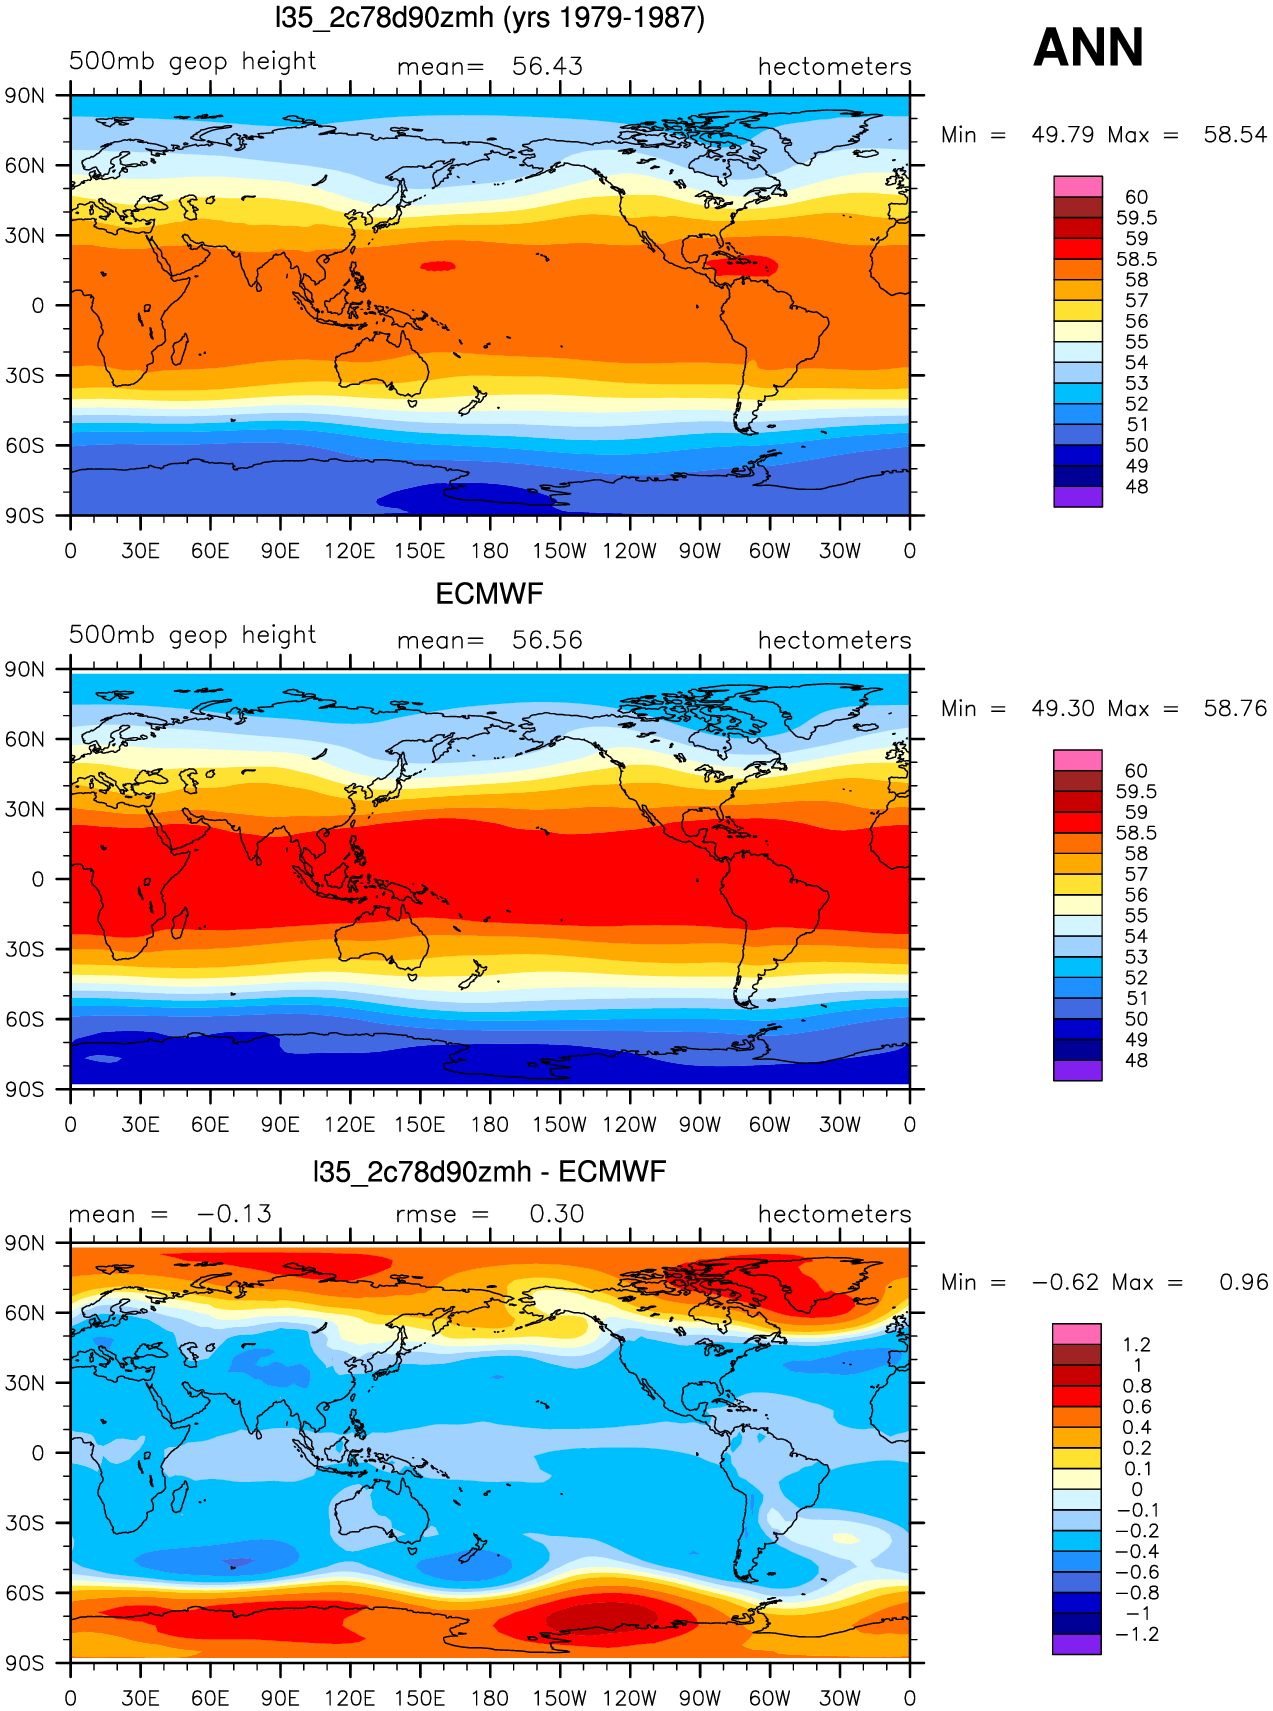 l35_2c78d90zmh (yrs 1979-1987)
ANN
500mb geop height mean= 56.43 hectometers
Min = 49.79 Max = 58.54
90N
60N
30N
0
30S
60S
90S
0 30E 60E 90E 120E 150E 180 150W 120W 90W 60W 30W 0
60
59.5
59
58.5
58
57
56
55
54
53
52
51
50
49
48
ECMWF
500mb geop height mean= 56.56 hectometers
Min = 49.30 Max = 58.76
90N
60N
30N
0
30S
60S
90S
0 30E 60E 90E 120E 150E 180 150W 120W 90W 60W 30W 0
60
59.5
59
58.5
58
57
56
55
54
53
52
51
50
49
48
l35_2c78d90zmh - ECMWF
mean = -0.13 rmse = 0.30 hectometers
Min = -0.62 Max = 0.96
90N
60N
30N
0
30S
60S
90S
0 30E 60E 90E 120E 150E 180 150W 120W 90W 60W 30W 0
1.2
1
0.8
0.6
0.4
0.2
0.1
0
-0.1
-0.2
-0.4
-0.6
-0.8
-1
-1.2